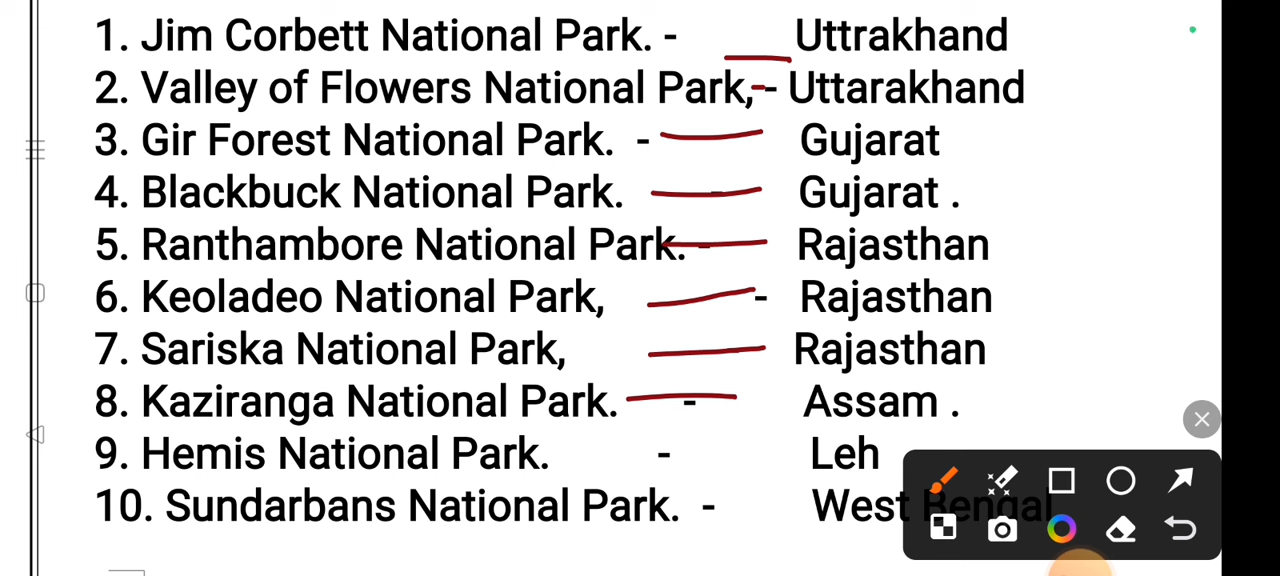 1. Jim Corbett National Park. - Uttrakhand
2. Valley of Flowers National Park,- Uttarakhand
3. Gir Forest National Park. - Gujarat
4. Blackbuck National Park. - Gujarat .
5. Ranthambore National Park. - Rajasthan
6. Keoladeo National Park, - Rajasthan
7. Sariska National Park, Rajasthan
8. Kaziranga National Park. - Assam .
9. Hemis National Park. - Leh
10. Sundarbans National Park. - West Bengal